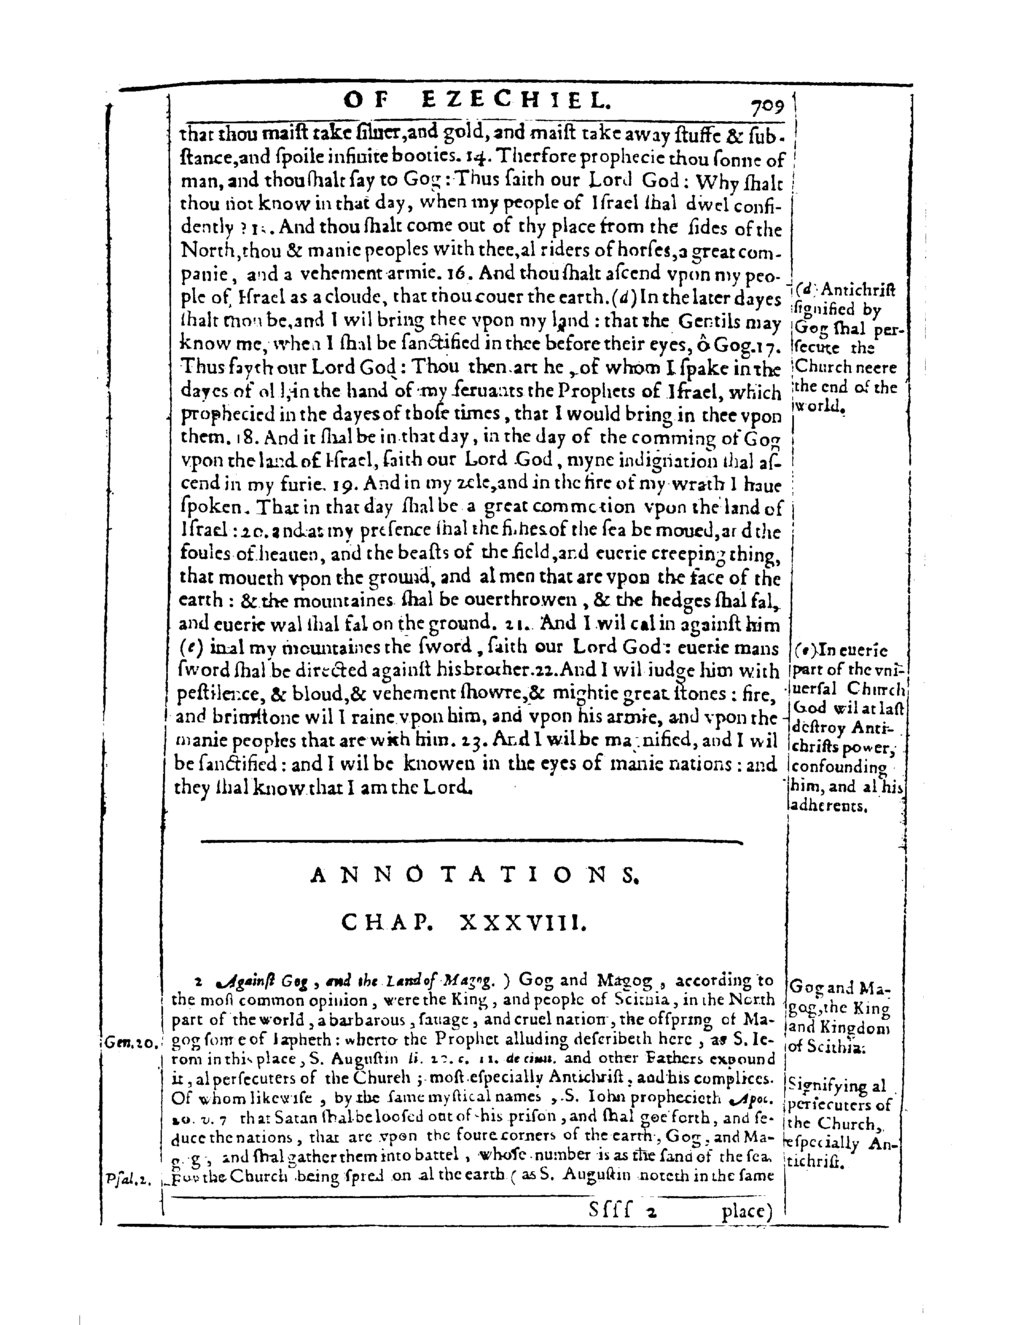 OF EZECHIEL. 709
that thou maiſt take ſiluer,and gold, and maiſt take away ſtuffe & ſub-
ſtance,and ſpoile infinite booties. 14. Therfore prophecie thou ſonne of
man, and thou ſhalt ſay to Gog : Thus ſaith our Lord God : Why ſhalt
thou not know in that day, when my people of Iſrael ſhal dwel confi-
dently ? 15. And thou ſhalt come out of thy place from the ſides of the
North,thou & manie peoples with thee,al riders of horſes,a great com-
panie, and a vehement armie. 16. And thou ſhalt aſcend vpon my peo-
ple of Iſrael as a cloude, that thou couer the earth.(d)In the later dayes
ſhalt thou be,and I wil bring thee vpon my land : that the Gentils may
know me, when I ſhal be ſanctified in thee before their eyes, ô Gog.17.
Thus ſayth our Lord God : Thou then art he , of whom I ſpake in the
dayes of old,in the hand of my ſeruants the Prophets of Iſrael, which
prophecied in the dayes of thoſe times , that I would bring in thee vpon
them. 18. And it ſhal be in that day, in the day of the comming of Gog
vpon the land of Iſrael, ſaith our Lord God , myne indignation ſhal aſ-
cend in my furie. 19. And in my zele,and in the fire of my wrath I haue
ſpoken. That in that day ſhal be a great commotion vpon the land of
Iſrael : 20. and at my preſence ſhal the fiſhes of the ſea be moued,and the
foules of heauen, and the beaſts of the field,and euerie creeping thing,
that moueth vpon the ground, and al men that are vpon the face of the
earth : & the mountaines ſhal be ouerthrowen , & the hedges ſhal fal,
and euerie wal ſhal fal on the ground. 21. And I wil cal in againſt him
(e) in al my mountaines the ſword , ſaith our Lord God : euerie mans
ſword ſhal be directed againſt his brother.22.And I wil iudge him with
peſtilence, & bloud,& vehement ſhowre,& mightie great ſtones : fire,
and brimſtone wil I raine vpon him, and vpon his armie, and vpon the
manie peoples that are with him. 23. And I wil be magnified, and I wil
be ſanctified : and I wil be knowen in the eyes of manie nations : and
they ſhal know that I am the Lord.
(d) Antichriſt
ſignified by
Gog ſhal per-
ſecute the
Church neere
the end of the
world.
(e) In euerie
part of the vni-
uerſal Church
God wil at laſt
deſtroy Anti-
chriſts power,
confounding
him, and al his
adherents.
ANNOTATIONS.
CHAP. XXXVIII.
2 Againſt Gog , and the Land of Magog. ) Gog and Magog , according to
the moſt common opinion , were the King , and people of Scithia , in the North
part of the world , a barbarous , ſauage , and cruel nation , the offpring of Ma-
gog ſonne of Iapheth : wherto the Prophet alluding deſcribeth here , as S. Ie-
rom in this place , S. Auguſtin li. 20. c. 11. de ciuit. and other Fathers expound
it , al perſecuters of the Church ; moſt eſpecially Antichriſt , and his complices.
Of whom likewiſe , by the ſame myſtical names , S. Iohn prophecieth Apoc.
20. v. 7 that Satan ſhal be looſed out of his priſon , and ſhal goe forth , and ſe-
duce the nations , that are vpon the foure corners of the earth , Gog , and Ma-
gog , and ſhal gather them into battel , whoſe number is as the ſand of the ſea.
For the Church being ſpred on al the earth ( as S. Auguſtin noteth in the ſame
Gen.10.
Pſal.2.
Gog and Ma-
gog,the King
and Kingdom
of Scithia:
Signifying al
perſecuters of
the Church,
eſpecially An-
tichriſt.
Sſſſ 2 place)